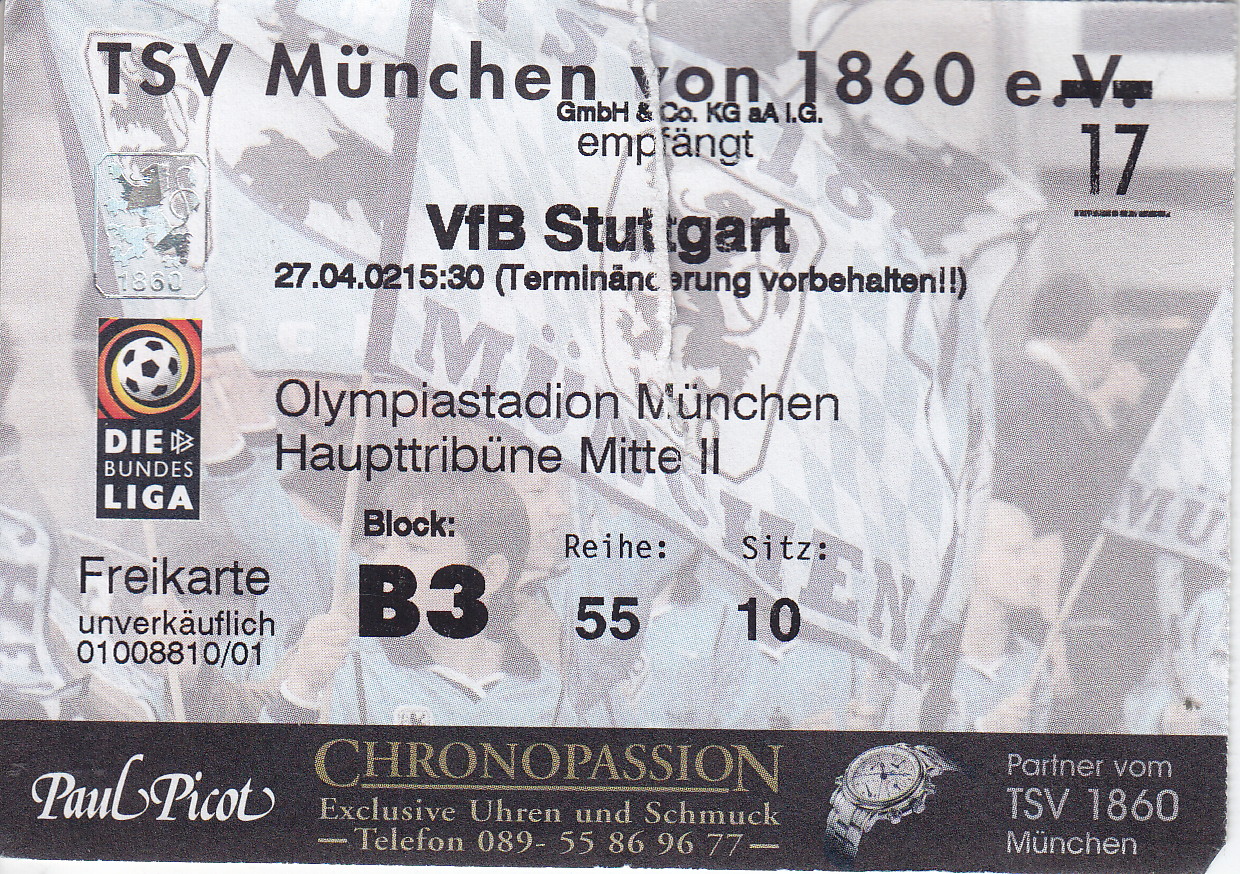 TSV München von 1860 e.V.
GmbH & Co. KG aA I.G.
empfängt
17
VfB Stuttgart
27.04.0215:30 (Terminänderung vorbehalten!!)
1860
Olympiastadion München
Haupttribüne Mitte II
DIE
BUNDES
LIGA
Block:
Reihe:
Sitz:
B3
55
10
Freikarte
unverkäuflich
01008810/01
MÜNCHEN
MÜ
Paul Picot
CHRONOPASSION
Exclusive Uhren und Schmuck
—Telefon 089- 55 86 96 77—
Partner vom
TSV 1860
München